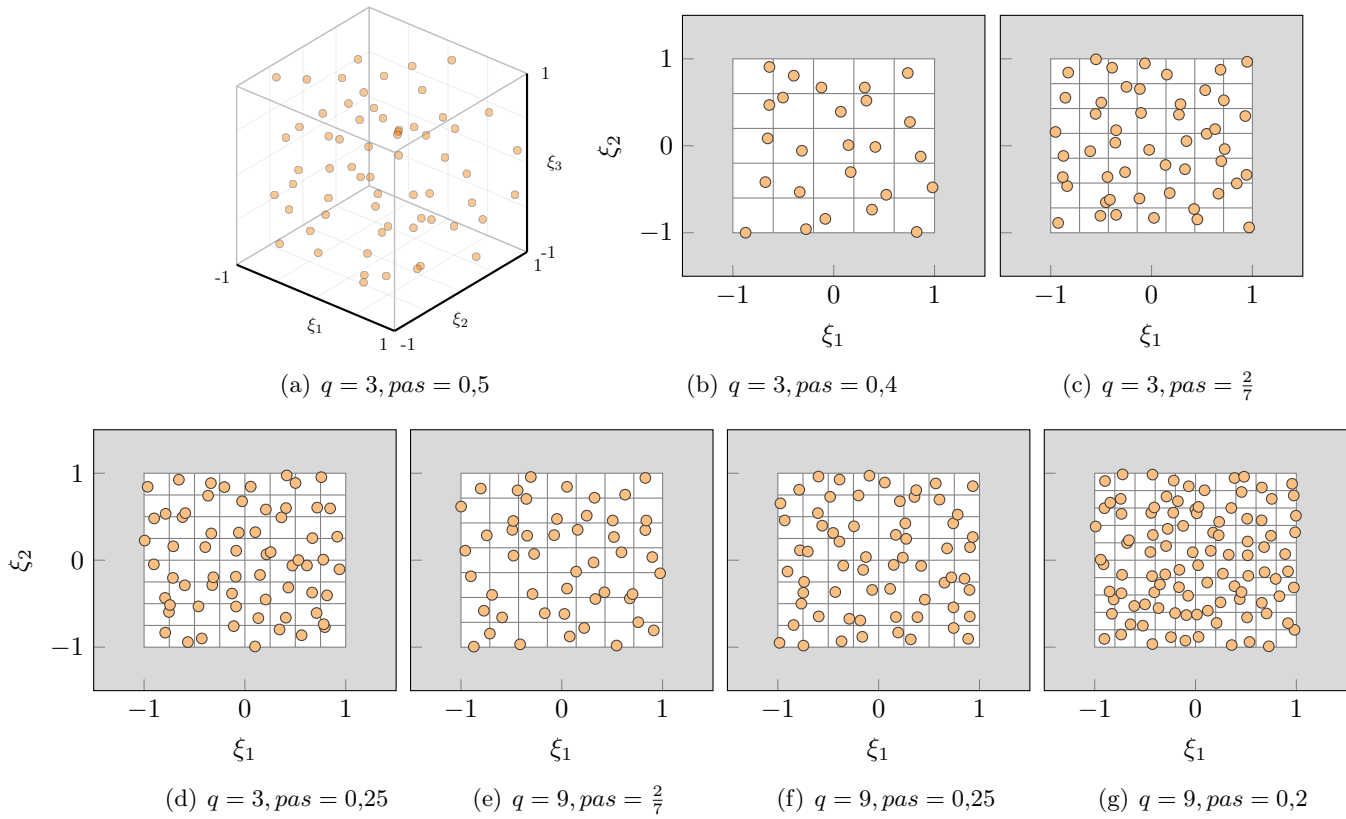 1
-1
ξ3
-1
1
ξ1
ξ2
1
-1
(a) q = 3, pas = 0,5
1
0
−1
ξ2
−1 0 1
ξ1
(b) q = 3, pas = 0,4
−1 0 1
ξ1
(c) q = 3, pas = 2/7
1
0
−1
ξ2
−1 0 1
ξ1
(d) q = 3, pas = 0,25
−1 0 1
ξ1
(e) q = 9, pas = 2/7
−1 0 1
ξ1
(f) q = 9, pas = 0,25
−1 0 1
ξ1
(g) q = 9, pas = 0,2